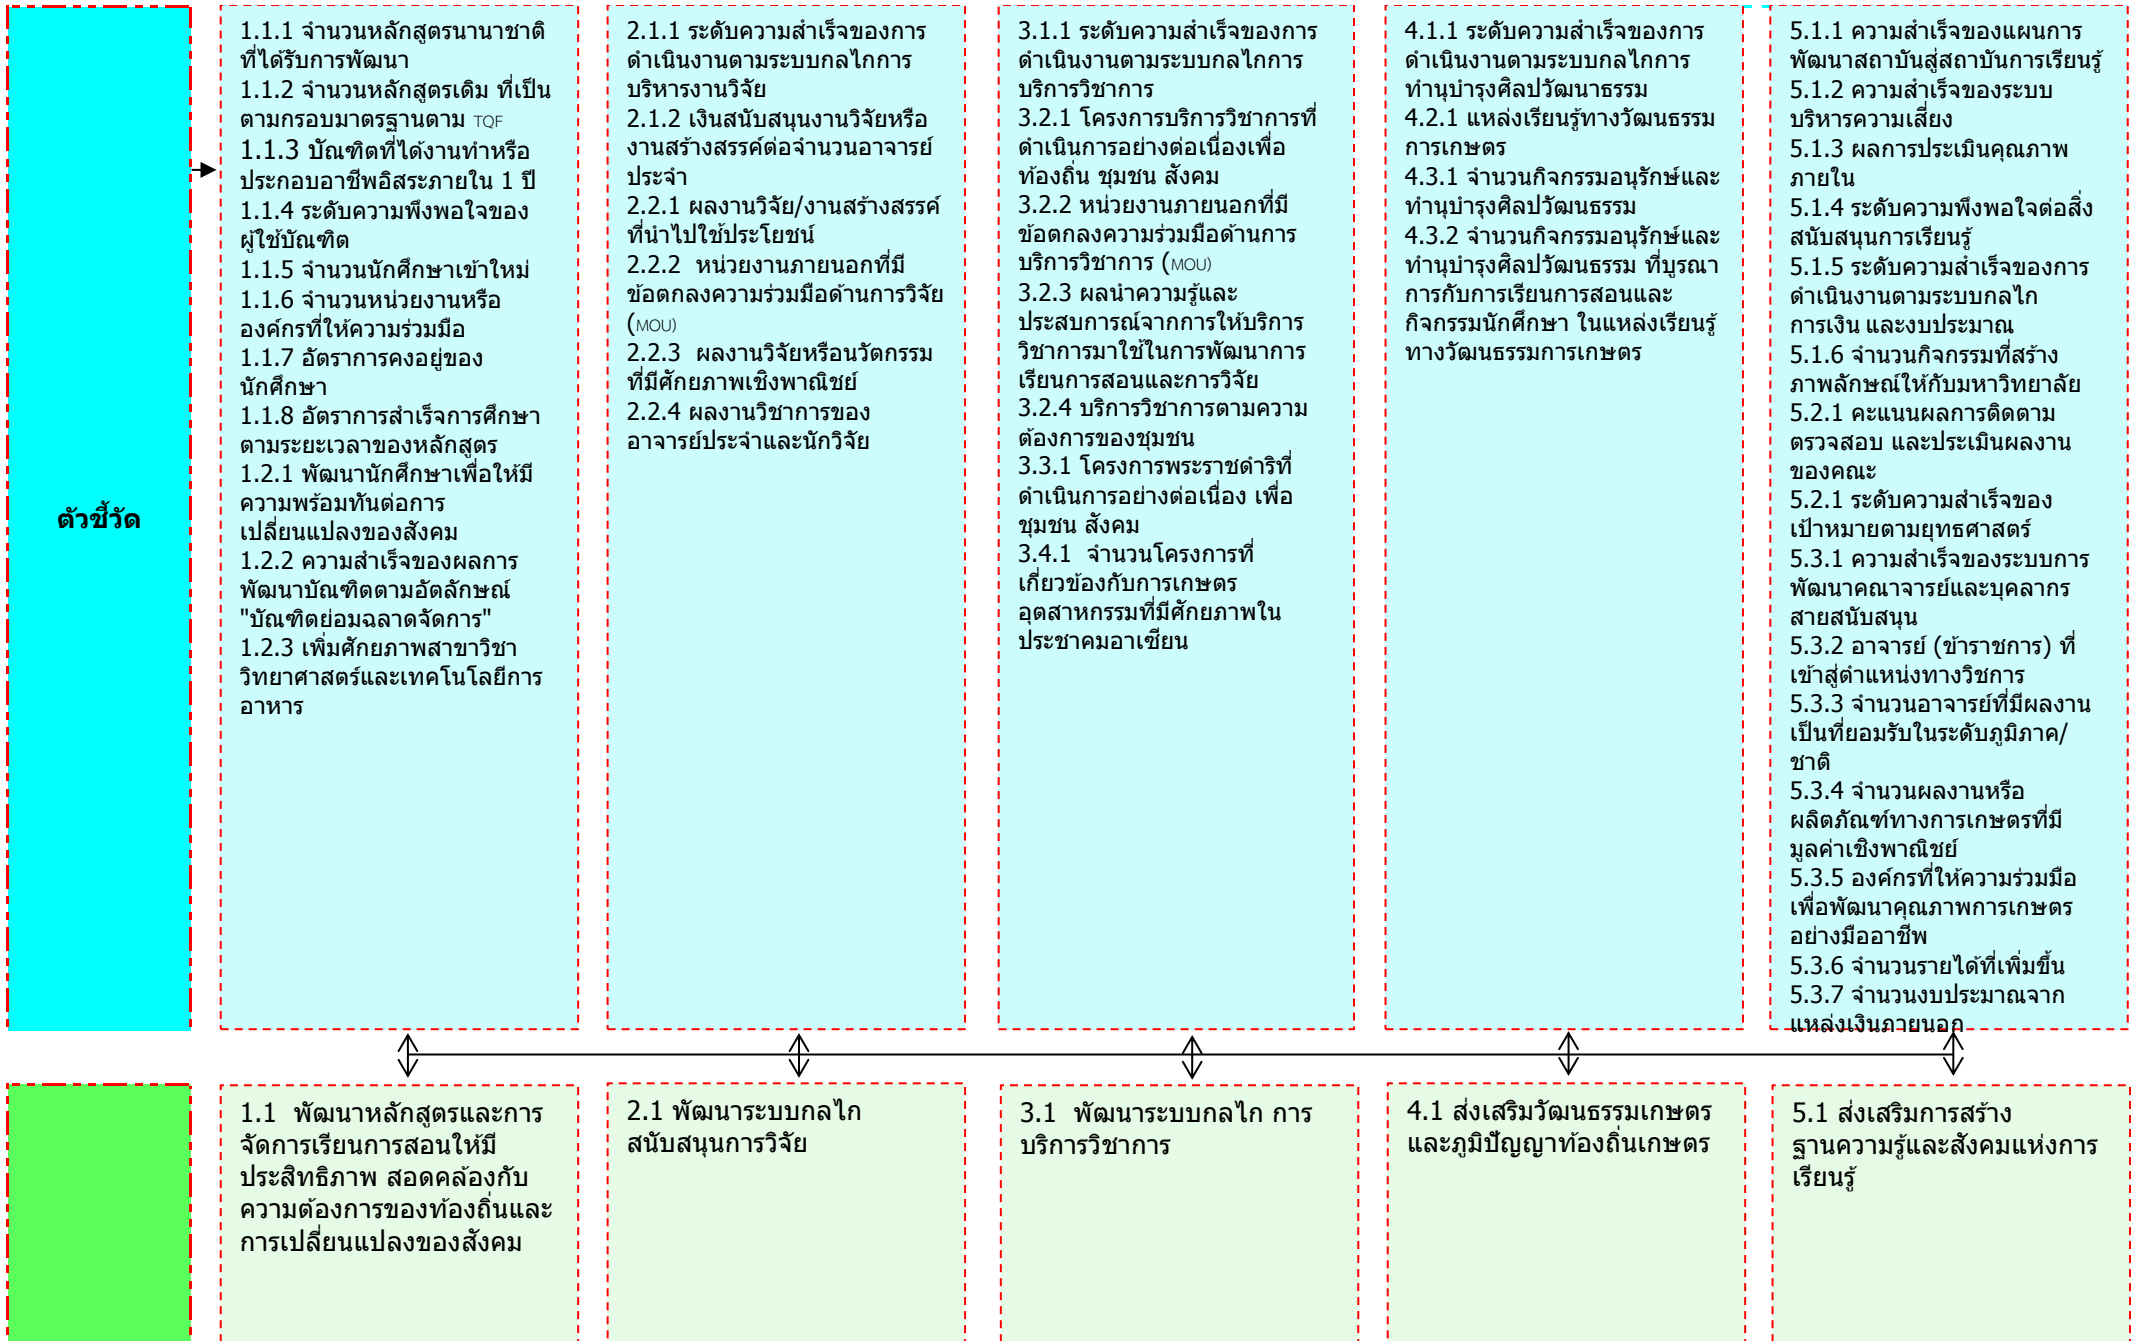 ตัวชี้วัด
1.1.1 จำนวนหลักสูตรนานาชาติ
ที่ได้รับการพัฒนา
1.1.2 จำนวนหลักสูตรเดิม ที่เป็น
ตามกรอบมาตรฐานตาม TQF
1.1.3 บัณฑิตที่ได้งานทำหรือ
ประกอบอาชีพอิสระภายใน 1 ปี
1.1.4 ระดับความพึงพอใจของ
ผู้ใช้บัณฑิต
1.1.5 จำนวนนักศึกษาเข้าใหม่
1.1.6 จำนวนหน่วยงานหรือ
องค์กรที่ให้ความร่วมมือ
1.1.7 อัตราการคงอยู่ของ
นักศึกษา
1.1.8 อัตราการสำเร็จการศึกษา
ตามระยะเวลาของหลักสูตร
1.2.1 พัฒนานักศึกษาเพื่อให้มี
ความพร้อมทันต่อการ
เปลี่ยนแปลงของสังคม
1.2.2 ความสำเร็จของผลการ
พัฒนาบัณฑิตตามอัตลักษณ์
"บัณฑิตย่อมฉลาดจัดการ"
1.2.3 เพิ่มศักยภาพสาขาวิชา
วิทยาศาสตร์และเทคโนโลยีการ
อาหาร
2.1.1 ระดับความสำเร็จของการ
ดำเนินงานตามระบบกลไกการ
บริหารงานวิจัย
2.1.2 เงินสนับสนุนงานวิจัยหรือ
งานสร้างสรรค์ต่อจำนวนอาจารย์
ประจำ
2.2.1 ผลงานวิจัย/งานสร้างสรรค์
ที่นำไปใช้ประโยชน์
2.2.2 หน่วยงานภายนอกที่มี
ข้อตกลงความร่วมมือด้านการวิจัย
(MOU)
2.2.3 ผลงานวิจัยหรือนวัตกรรม
ที่มีศักยภาพเชิงพาณิชย์
2.2.4 ผลงานวิชาการของ
อาจารย์ประจำและนักวิจัย
3.1.1 ระดับความสำเร็จของการ
ดำเนินงานตามระบบกลไกการ
บริการวิชาการ
3.2.1 โครงการบริการวิชาการที่
ดำเนินการอย่างต่อเนื่องเพื่อ
ท้องถิ่น ชุมชน สังคม
3.2.2 หน่วยงานภายนอกที่มี
ข้อตกลงความร่วมมือด้านการ
บริการวิชาการ (MOU)
3.2.3 ผลนำความรู้และ
ประสบการณ์จากการให้บริการ
วิชาการมาใช้ในการพัฒนาการ
เรียนการสอนและการวิจัย
3.2.4 บริการวิชาการตามความ
ต้องการของชุมชน
3.3.1 โครงการพระราชดำริที่
ดำเนินการอย่างต่อเนื่อง เพื่อ
ชุมชน สังคม
3.4.1 จำนวนโครงการที่
เกี่ยวข้องกับการเกษตร
อุตสาหกรรมที่มีศักยภาพใน
ประชาคมอาเซียน
4.1.1 ระดับความสำเร็จของการ
ดำเนินงานตามระบบกลไกการ
ทำนุบำรุงศิลปวัฒนาธรรม
4.2.1 แหล่งเรียนรู้ทางวัฒนธรรม
การเกษตร
4.3.1 จำนวนกิจกรรมอนุรักษ์และ
ทำนุบำรุงศิลปวัฒนธรรม
4.3.2 จำนวนกิจกรรมอนุรักษ์และ
ทำนุบำรุงศิลปวัฒนธรรม ที่บูรณา
การกับการเรียนการสอนและ
กิจกรรมนักศึกษา ในแหล่งเรียนรู้
ทางวัฒนธรรมการเกษตร
5.1.1 ความสำเร็จของแผนการ
พัฒนาสถาบันสู่สถาบันการเรียนรู้
5.1.2 ความสำเร็จของระบบ
บริหารความเสี่ยง
5.1.3 ผลการประเมินคุณภาพ
ภายใน
5.1.4 ระดับความพึงพอใจต่อสิ่ง
สนับสนุนการเรียนรู้
5.1.5 ระดับความสำเร็จของการ
ดำเนินงานตามระบบกลไก
การเงิน และงบประมาณ
5.1.6 จำนวนกิจกรรมที่สร้าง
ภาพลักษณ์ให้กับมหาวิทยาลัย
5.2.1 คะแนนผลการติดตาม
ตรวจสอบ และประเมินผลงาน
ของคณะ
5.2.1 ระดับความสำเร็จของ
เป้าหมายตามยุทธศาสตร์
5.3.1 ความสำเร็จของระบบการ
พัฒนาคณาจารย์และบุคลากร
สายสนับสนุน
5.3.2 อาจารย์ (ข้าราชการ) ที่
เข้าสู่ตำแหน่งทางวิชการ
5.3.3 จำนวนอาจารย์ที่มีผลงาน
เป็นที่ยอมรับในระดับภูมิภาค/
ชาติ
5.3.4 จำนวนผลงานหรือ
ผลิตภัณฑ์ทางการเกษตรที่มี
มูลค่าเชิงพาณิชย์
5.3.5 องค์กรที่ให้ความร่วมมือ
เพื่อพัฒนาคุณภาพการเกษตร
อย่างมืออาชีพ
5.3.6 จำนวนรายได้ที่เพิ่มขึ้น
5.3.7 จำนวนงบประมาณจาก
แหล่งเงินภายนอก
1.1 พัฒนาหลักสูตรและการ
จัดการเรียนการสอนให้มี
ประสิทธิภาพ สอดคล้องกับ
ความต้องการของท้องถิ่นและ
การเปลี่ยนแปลงของสังคม
2.1 พัฒนาระบบกลไก
สนับสนุนการวิจัย
3.1 พัฒนาระบบกลไก การ
บริการวิชาการ
4.1 ส่งเสริมวัฒนธรรมเกษตร
และภูมิปัญญาท้องถิ่นเกษตร
5.1 ส่งเสริมการสร้าง
ฐานความรู้และสังคมแห่งการ
เรียนรู้